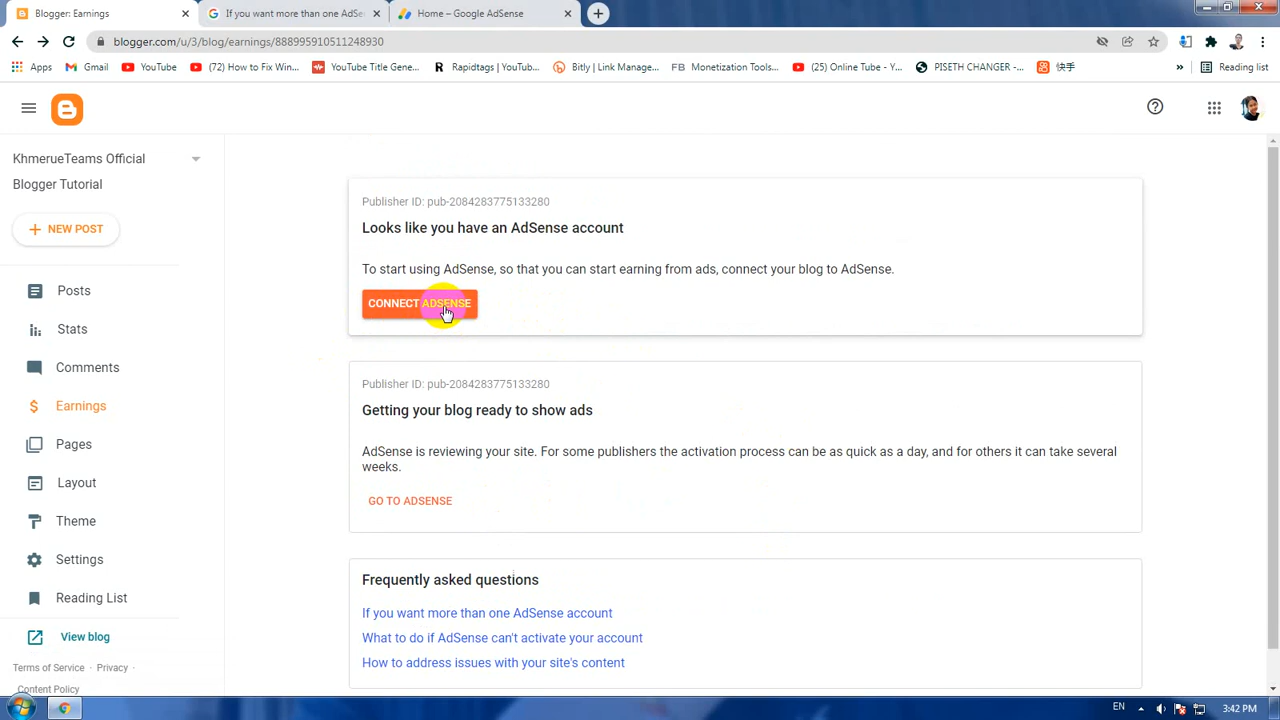 Blogger: Earnings
If you want more than one AdSe
Home – Google AdSense
blogger.com/u/3/blog/earnings/888995910511248930
Apps
Gmail
YouTube
(72) How to Fix Win...
YouTube Title Gene...
Rapidtags | YouTub...
Bitly | Link Manage...
FB Monetization Tools...
(25) Online Tube - Y...
PISETH CHANGER -...
快手
»
Reading list
KhmerueTeams Official
Blogger Tutorial
+ NEW POST
Posts
Stats
Comments
Earnings
Pages
Layout
Theme
Settings
Reading List
View blog
Terms of Service · Privacy ·
Content Policy
Publisher ID: pub-2084283775133280
Looks like you have an AdSense account
To start using AdSense, so that you can start earning from ads, connect your blog to AdSense.
CONNECT ADSENSE
Publisher ID: pub-2084283775133280
Getting your blog ready to show ads
AdSense is reviewing your site. For some publishers the activation process can be as quick as a day, and for others it can take several
weeks.
GO TO ADSENSE
Frequently asked questions
If you want more than one AdSense account
What to do if AdSense can't activate your account
How to address issues with your site's content
EN
3:42 PM